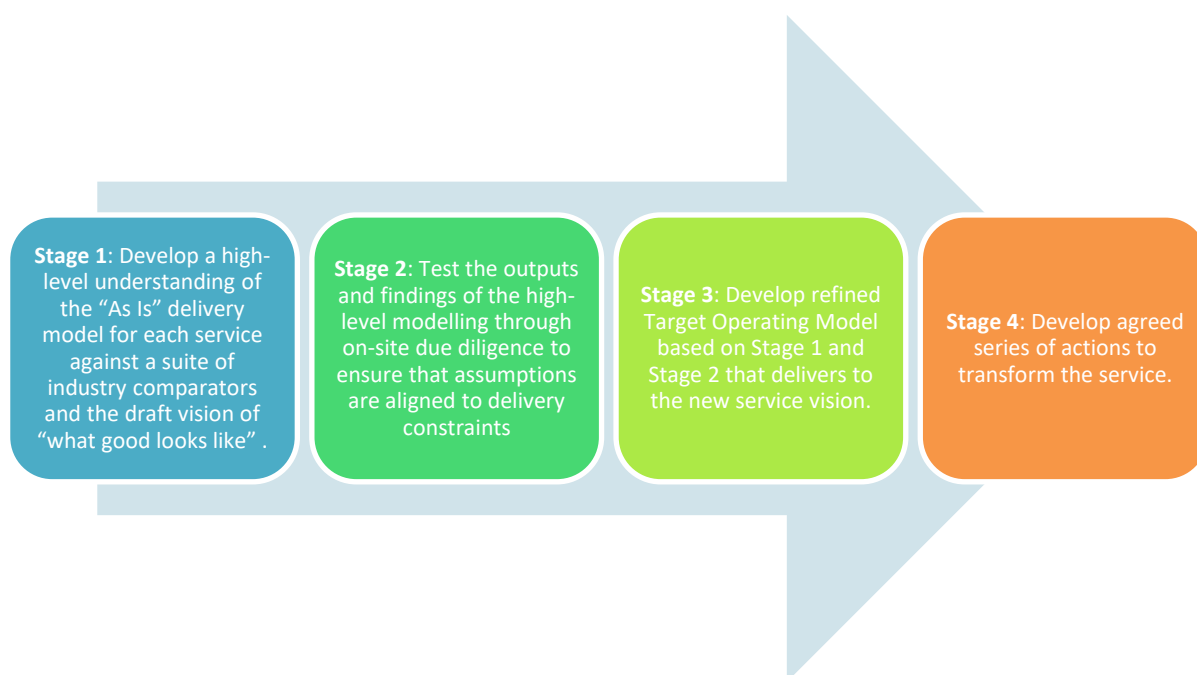 Stage 1: Develop a high-
level understanding of
the “As Is” delivery
model for each service
against a suite of
industry comparators
and the draft vision of
“what good looks like” .
Stage 2: Test the outputs
and findings of the high-
level modelling through
on-site due diligence to
ensure that assumptions
are aligned to delivery
constraints
Stage 3: Develop refined
Target Operating Model
based on Stage 1 and
Stage 2 that delivers to
the new service vision.
Stage 4: Develop agreed
series of actions to
transform the service.